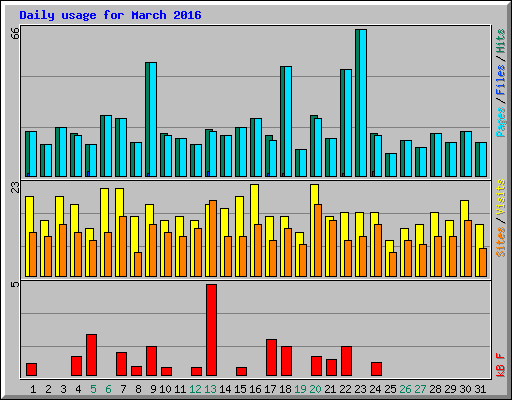 Daily usage for March 2016
66
Pages / Files / Hits
23
Sites / Visits
5
kB F
1 2 3 4 5 6 7 8 9 10 11 12 13 14 15 16 17 18 19 20 21 22 23 24 25 26 27 28 29 30 31